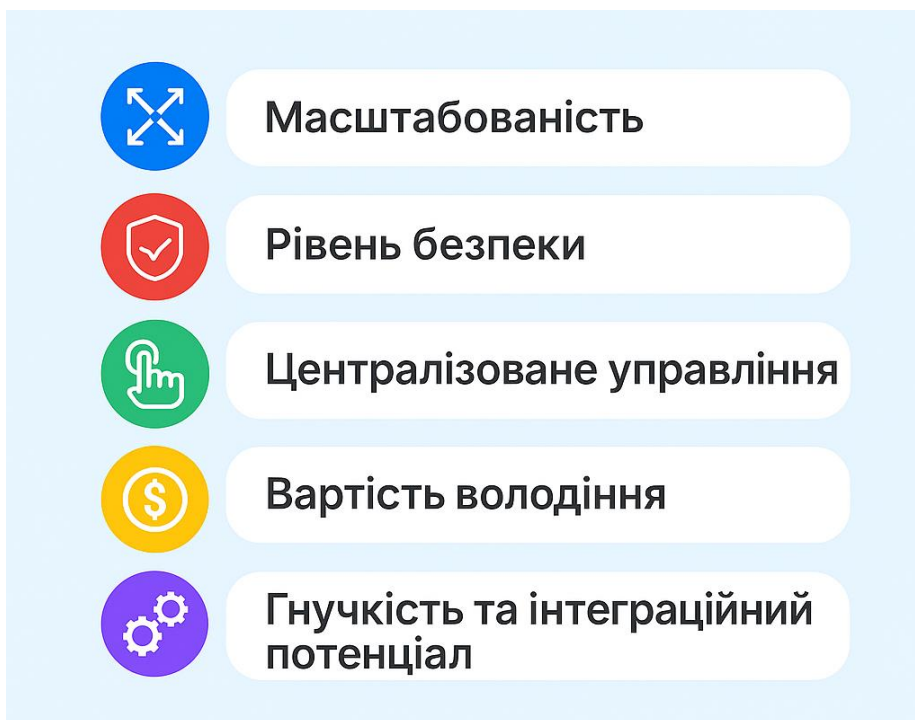 Масштабованість
Рівень безпеки
Централізоване управління
Вартість володіння
Гнучкість та інтеграційний
потенціал